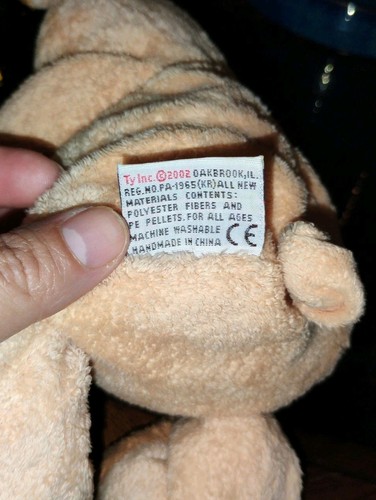 Ty Inc. ©2002 OAKBROOK,IL.
REG.NO.PA-1965(KR)ALL NEW
MATERIALS CONTENTS:
POLYESTER FIBERS AND
PE PELLETS.FOR ALL AGES
MACHINE WASHABLE
HANDMADE IN CHINA CE